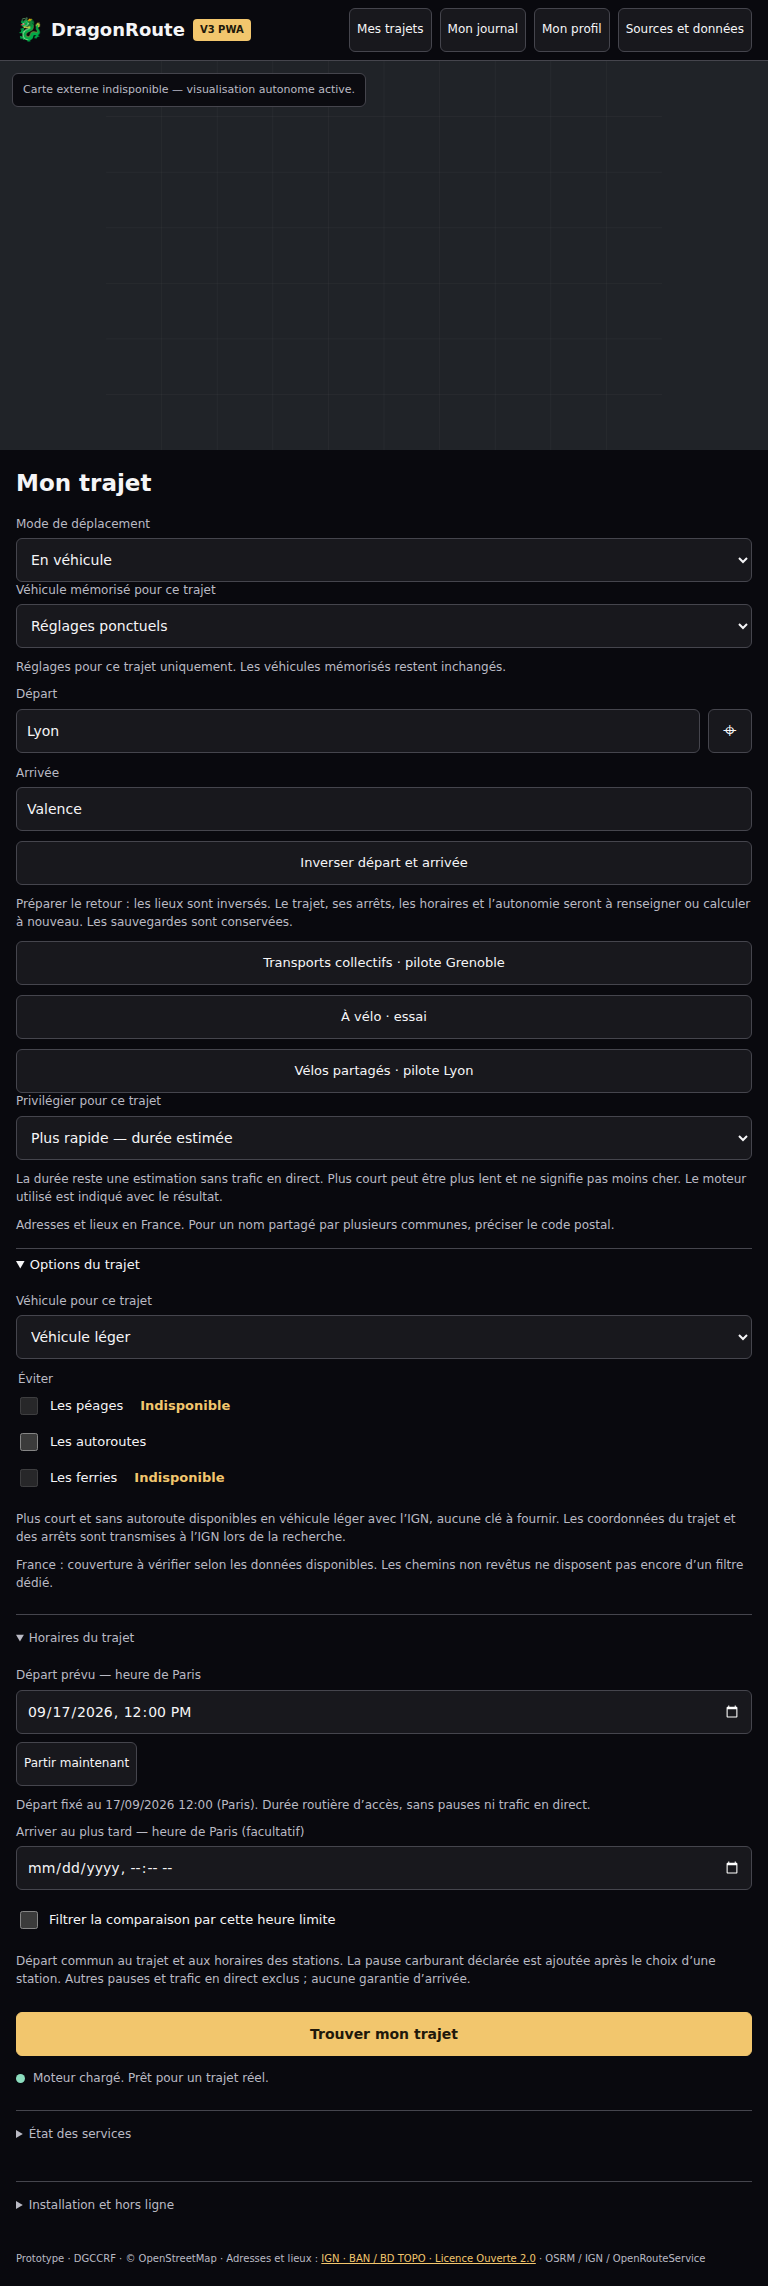 DragonRoute V3 PWA Mes trajets Mon journal Mon profil Sources et données
Carte externe indisponible — visualisation autonome active.
Mon trajet
Mode de déplacement
En véhicule
Véhicule mémorisé pour ce trajet
Réglages ponctuels
Réglages pour ce trajet uniquement. Les véhicules mémorisés restent inchangés.
Départ
Lyon
Arrivée
Valence
Inverser départ et arrivée
Préparer le retour : les lieux sont inversés. Le trajet, ses arrêts, les horaires et l’autonomie seront à renseigner ou calculer
à nouveau. Les sauvegardes sont conservées.
Transports collectifs · pilote Grenoble
À vélo · essai
Vélos partagés · pilote Lyon
Privilégier pour ce trajet
Plus rapide — durée estimée
La durée reste une estimation sans trafic en direct. Plus court peut être plus lent et ne signifie pas moins cher. Le moteur
utilisé est indiqué avec le résultat.
Adresses et lieux en France. Pour un nom partagé par plusieurs communes, préciser le code postal.
Options du trajet
Véhicule pour ce trajet
Véhicule léger
Éviter
Les péages Indisponible
Les autoroutes
Les ferries Indisponible
Plus court et sans autoroute disponibles en véhicule léger avec l’IGN, aucune clé à fournir. Les coordonnées du trajet et
des arrêts sont transmises à l’IGN lors de la recherche.
France : couverture à vérifier selon les données disponibles. Les chemins non revêtus ne disposent pas encore d’un filtre
dédié.
Horaires du trajet
Départ prévu — heure de Paris
09/17/2026, 12:00 PM
Partir maintenant
Départ fixé au 17/09/2026 12:00 (Paris). Durée routière d’accès, sans pauses ni trafic en direct.
Arriver au plus tard — heure de Paris (facultatif)
mm/dd/yyyy, --:-- --
Filtrer la comparaison par cette heure limite
Départ commun au trajet et aux horaires des stations. La pause carburant déclarée est ajoutée après le choix d’une
station. Autres pauses et trafic en direct exclus ; aucune garantie d’arrivée.
Trouver mon trajet
Moteur chargé. Prêt pour un trajet réel.
État des services
Installation et hors ligne
Prototype · DGCCRF · © OpenStreetMap · Adresses et lieux : IGN · BAN / BD TOPO · Licence Ouverte 2.0 · OSRM / IGN / OpenRouteService